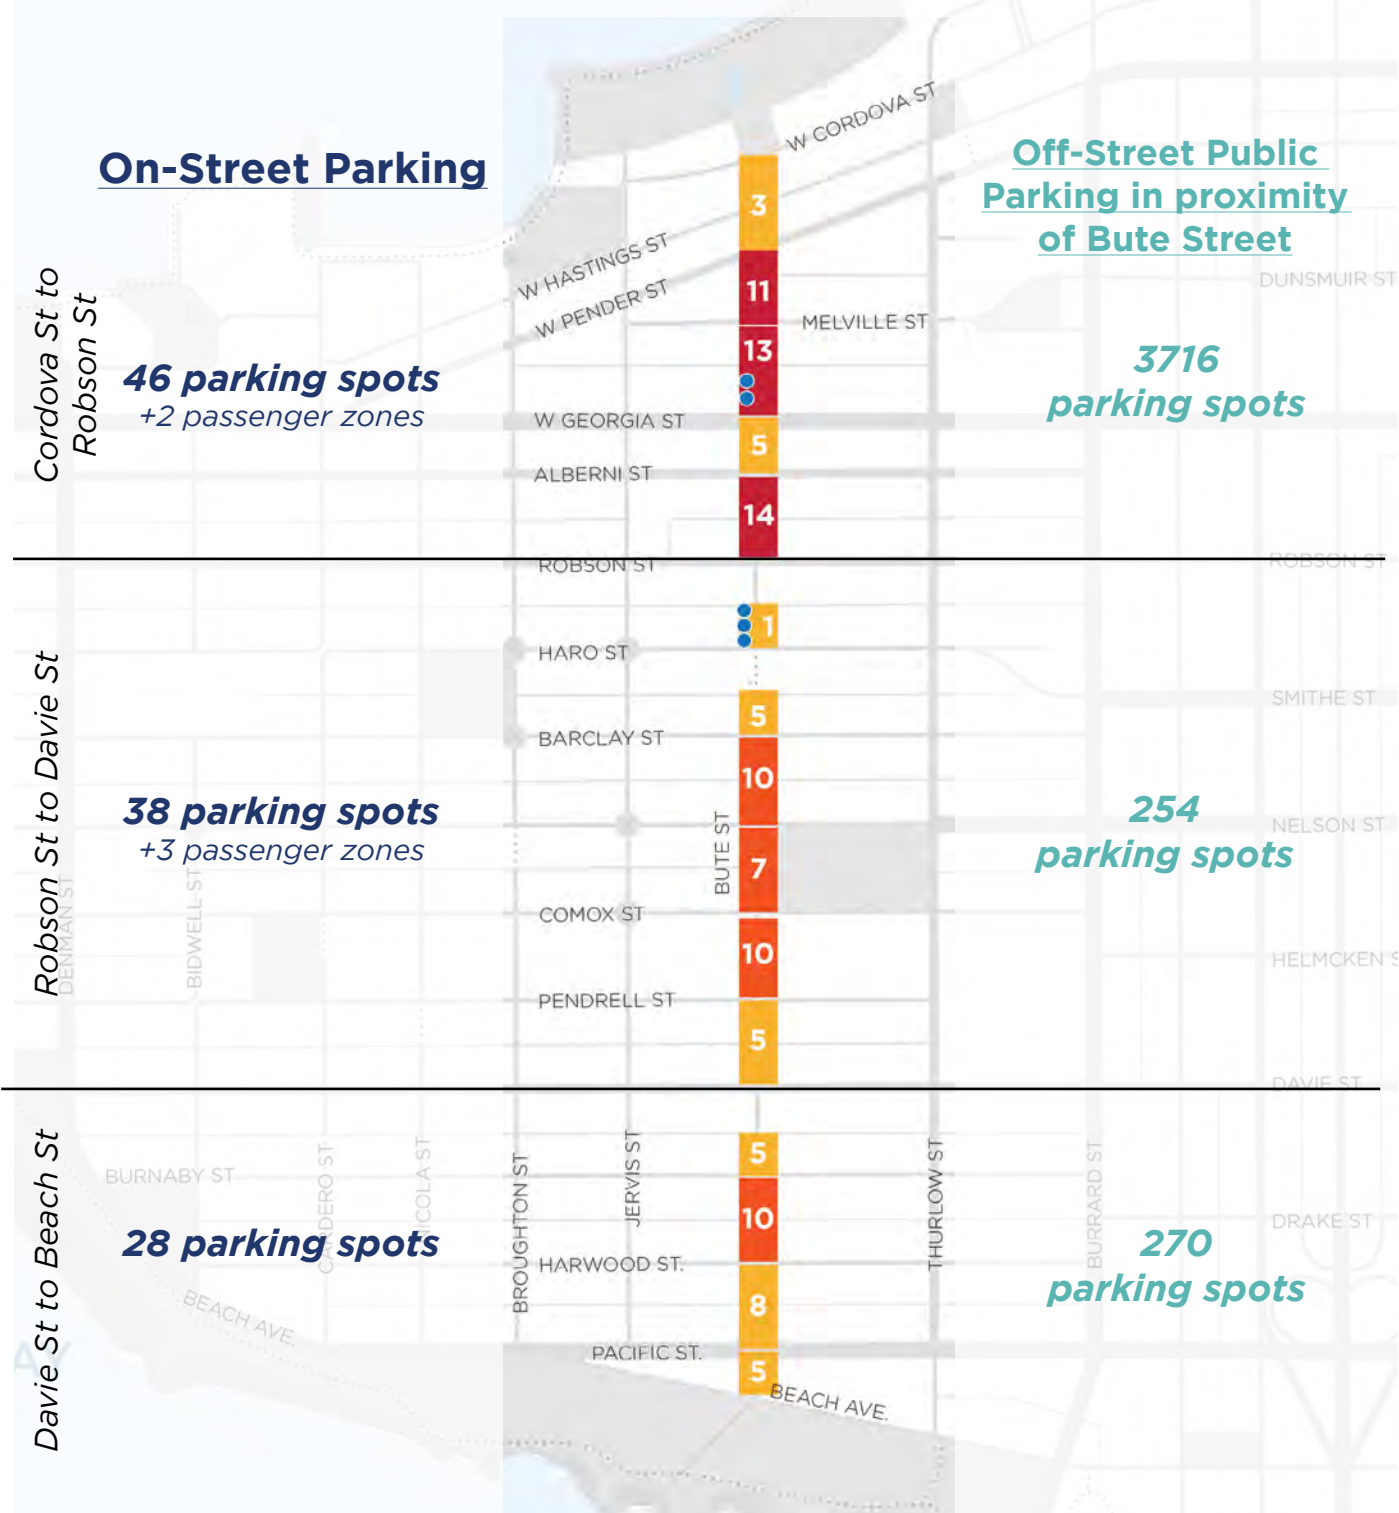 On-Street Parking
Off-Street Public
Parking in proximity
of Bute Street
Cordova St to
Robson St
46 parking spots
+2 passenger zones
3716
parking spots
W CORDOVA ST
3
W HASTINGS ST
11
DUNSMUIR ST
W PENDER ST
MELVILLE ST
13
W GEORGIA ST
5
ALBERNI ST
14
ROBSON ST
ROBSON ST
Robson St to Davie St
38 parking spots
+3 passenger zones
254
parking spots
1
HARO ST
SMITHE ST
5
BARCLAY ST
10
BUTE ST
NELSON ST
7
DENMAN ST
BIDWELL ST
COMOX ST
10
HELMCKEN S
PENDRELL ST
5
DAVIE ST
Davie St to Beach St
28 parking spots
270
parking spots
5
BURNABY ST
CARDERO ST
NICOLA ST
BROUGHTON ST
JERVIS ST
10
THURLOW ST
BURRARD ST
DRAKE ST
HARWOOD ST.
BEACH AVE.
8
PACIFIC ST.
AY
5
BEACH AVE.